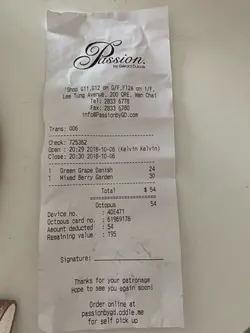 Passion.
by Gérard Dubois
Shop G11,G12 on G/F,F12A on 1/F,
Lee Tung Avenue, 200 QRE, Wan Chai
Tel: 2833 6778
Fax: 2833 6780
info@PassionbyGD.com
Trans: 006
Check: 725362
Open : 20:29 2018-10-06 (Kelvin Kelvin)
Close: 20:30 2018-10-06
1 Green Grape Danish 24
1 Mixed Berry Garden 30
Total $ 54
Octopus 54
Device no. : 40E471
Octopus card no. : 61969176
Amount deducted : 54
Remaining value : 195
Signature:
Thanks for your patronage
Hope to see you again soon!
Order online at
passionbygd.oddle.me
for self pick up